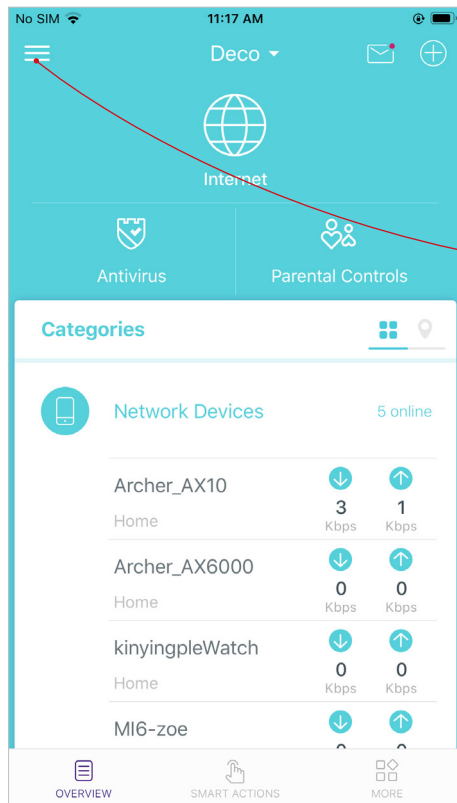 No SIM 11:17 AM
Deco
Internet
Antivirus Parental Controls
Categories
Network Devices 5 online
Archer_AX10
Home
3 1
Kbps Kbps
Archer_AX6000
Home
0 0
Kbps Kbps
kinyingpleWatch
Home
0 0
Kbps Kbps
MI6-zoe
OVERVIEW SMART ACTIONS MORE